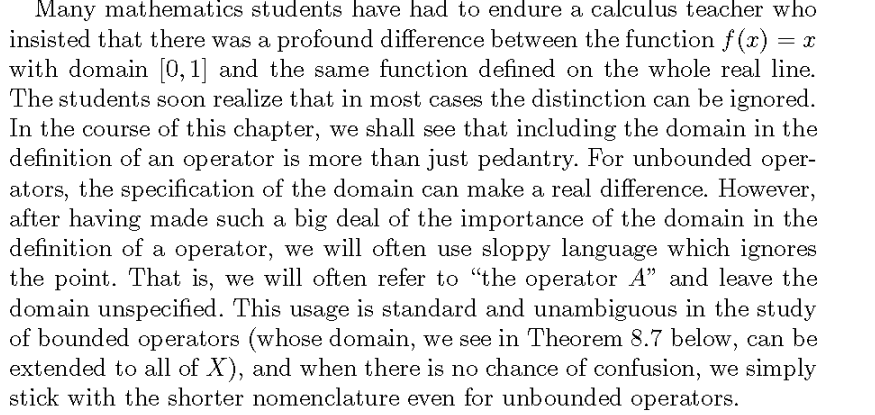 Many mathematics students have had to endure a calculus teacher who
insisted that there was a profound difference between the function f(x) = x
with domain [0, 1] and the same function defined on the whole real line.
The students soon realize that in most cases the distinction can be ignored.
In the course of this chapter, we shall see that including the domain in the
definition of an operator is more than just pedantry. For unbounded oper-
ators, the specification of the domain can make a real difference. However,
after having made such a big deal of the importance of the domain in the
definition of a operator, we will often use sloppy language which ignores
the point. That is, we will often refer to “the operator A” and leave the
domain unspecified. This usage is standard and unambiguous in the study
of bounded operators (whose domain, we see in Theorem 8.7 below, can be
extended to all of X), and when there is no chance of confusion, we simply
stick with the shorter nomenclature even for unbounded operators.